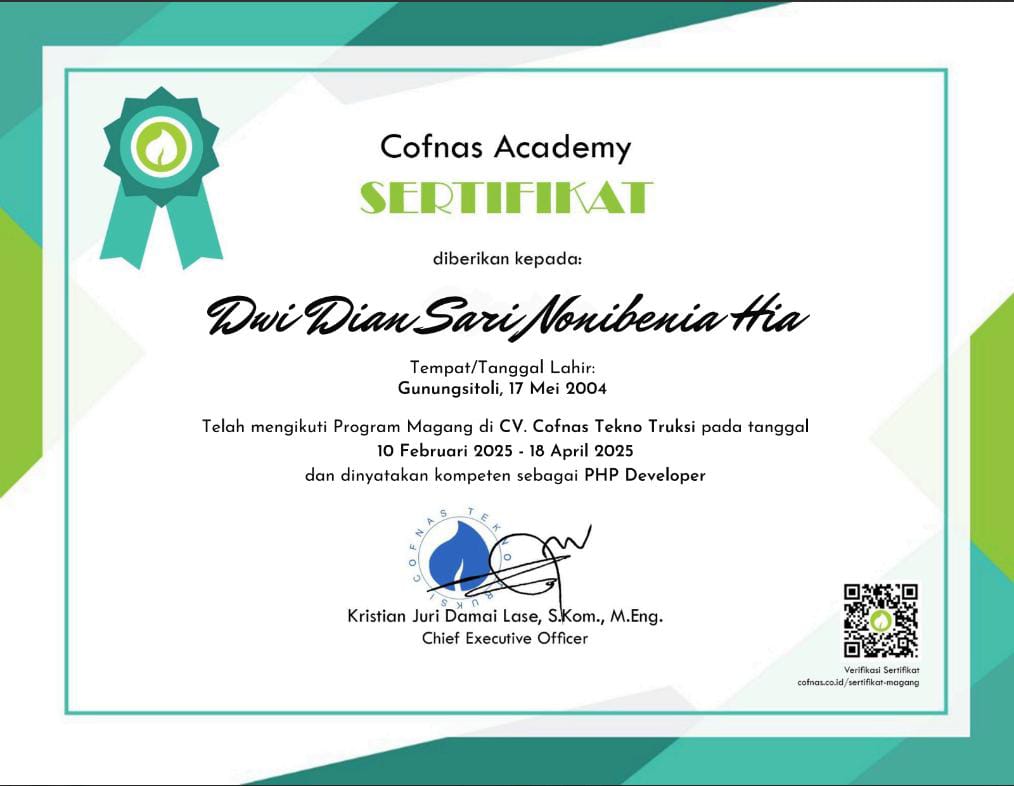 Cofnas Academy
SERTIFIKAT
diberikan kepada:
Dwi Dian Sari Nonibenia Hia
Tempat/Tanggal Lahir:
Gunungsitoli, 17 Mei 2004
Telah mengikuti Program Magang di CV. Cofnas Tekno Truksi pada tanggal
10 Februari 2025 - 18 April 2025
dan dinyatakan kompeten sebagai PHP Developer
COFNAS TEKNO TRUKSI
Kristian Juri Damai Lase, S.Kom., M.Eng.
Chief Executive Officer
Verifikasi Sertifikat
cofnas.co.id/sertifikat-magang